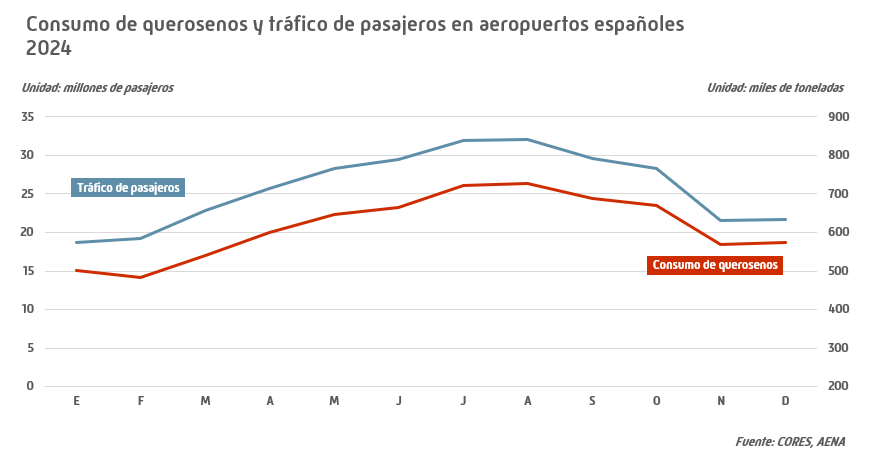 Consumo de querosenos y tráfico de pasajeros en aeropuertos españoles
2024
Unidad: millones de pasajeros
Unidad: miles de toneladas
35
900
30
800
Tráfico de pasajeros
25
700
20
600
Consumo de querosenos
15
500
10
400
5
300
0
200
E F M A M J J A S O N D
Fuente: CORES, AENA